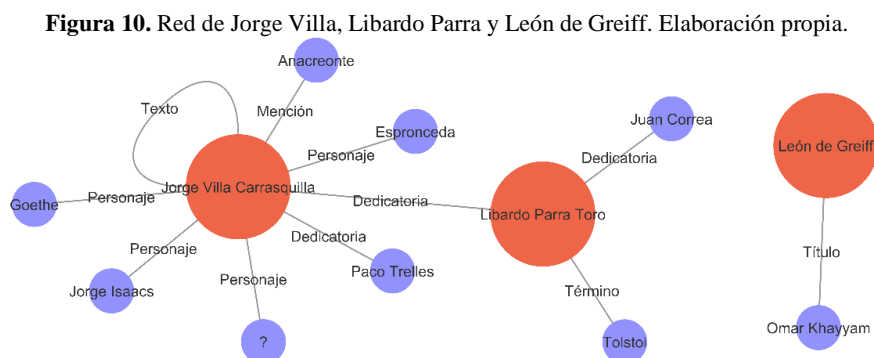 Figura 10. Red de Jorge Villa, Libardo Parra y León de Greiff. Elaboración propia.
Anacreonte
Texto
Mención
Juan Correa
Espronceda
León de Greiff
Personaje
Dedicatoria
Jorge Villa Carrasquilla
Personaje
Goethe
Dedicatoria
Libardo Parra Toro
Dedicatoria
Personaje
Título
Paco Trelles
Personaje
Jorge Isaacs
Término
Omar Khayyam
?
Tolstoi